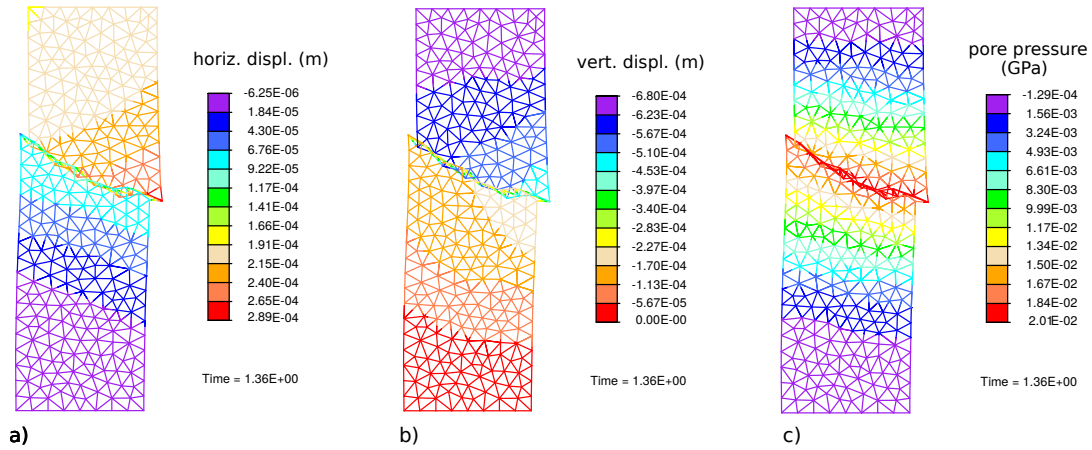 horiz. displ. (m)
-6.25E-06
1.84E-05
4.30E-05
6.76E-05
9.22E-05
1.17E-04
1.41E-04
1.66E-04
1.91E-04
2.15E-04
2.40E-04
2.65E-04
2.89E-04
Time = 1.36E+00
a)
vert. displ. (m)
-6.80E-04
-6.23E-04
-5.67E-04
-5.10E-04
-4.53E-04
-3.97E-04
-3.40E-04
-2.83E-04
-2.27E-04
-1.70E-04
-1.13E-04
-5.67E-05
0.00E-00
Time = 1.36E+00
b)
pore pressure
(GPa)
-1.29E-04
1.56E-03
3.24E-03
4.93E-03
6.61E-03
8.30E-03
9.99E-03
1.17E-02
1.34E-02
1.50E-02
1.67E-02
1.84E-02
2.01E-02
Time = 1.36E+00
c)